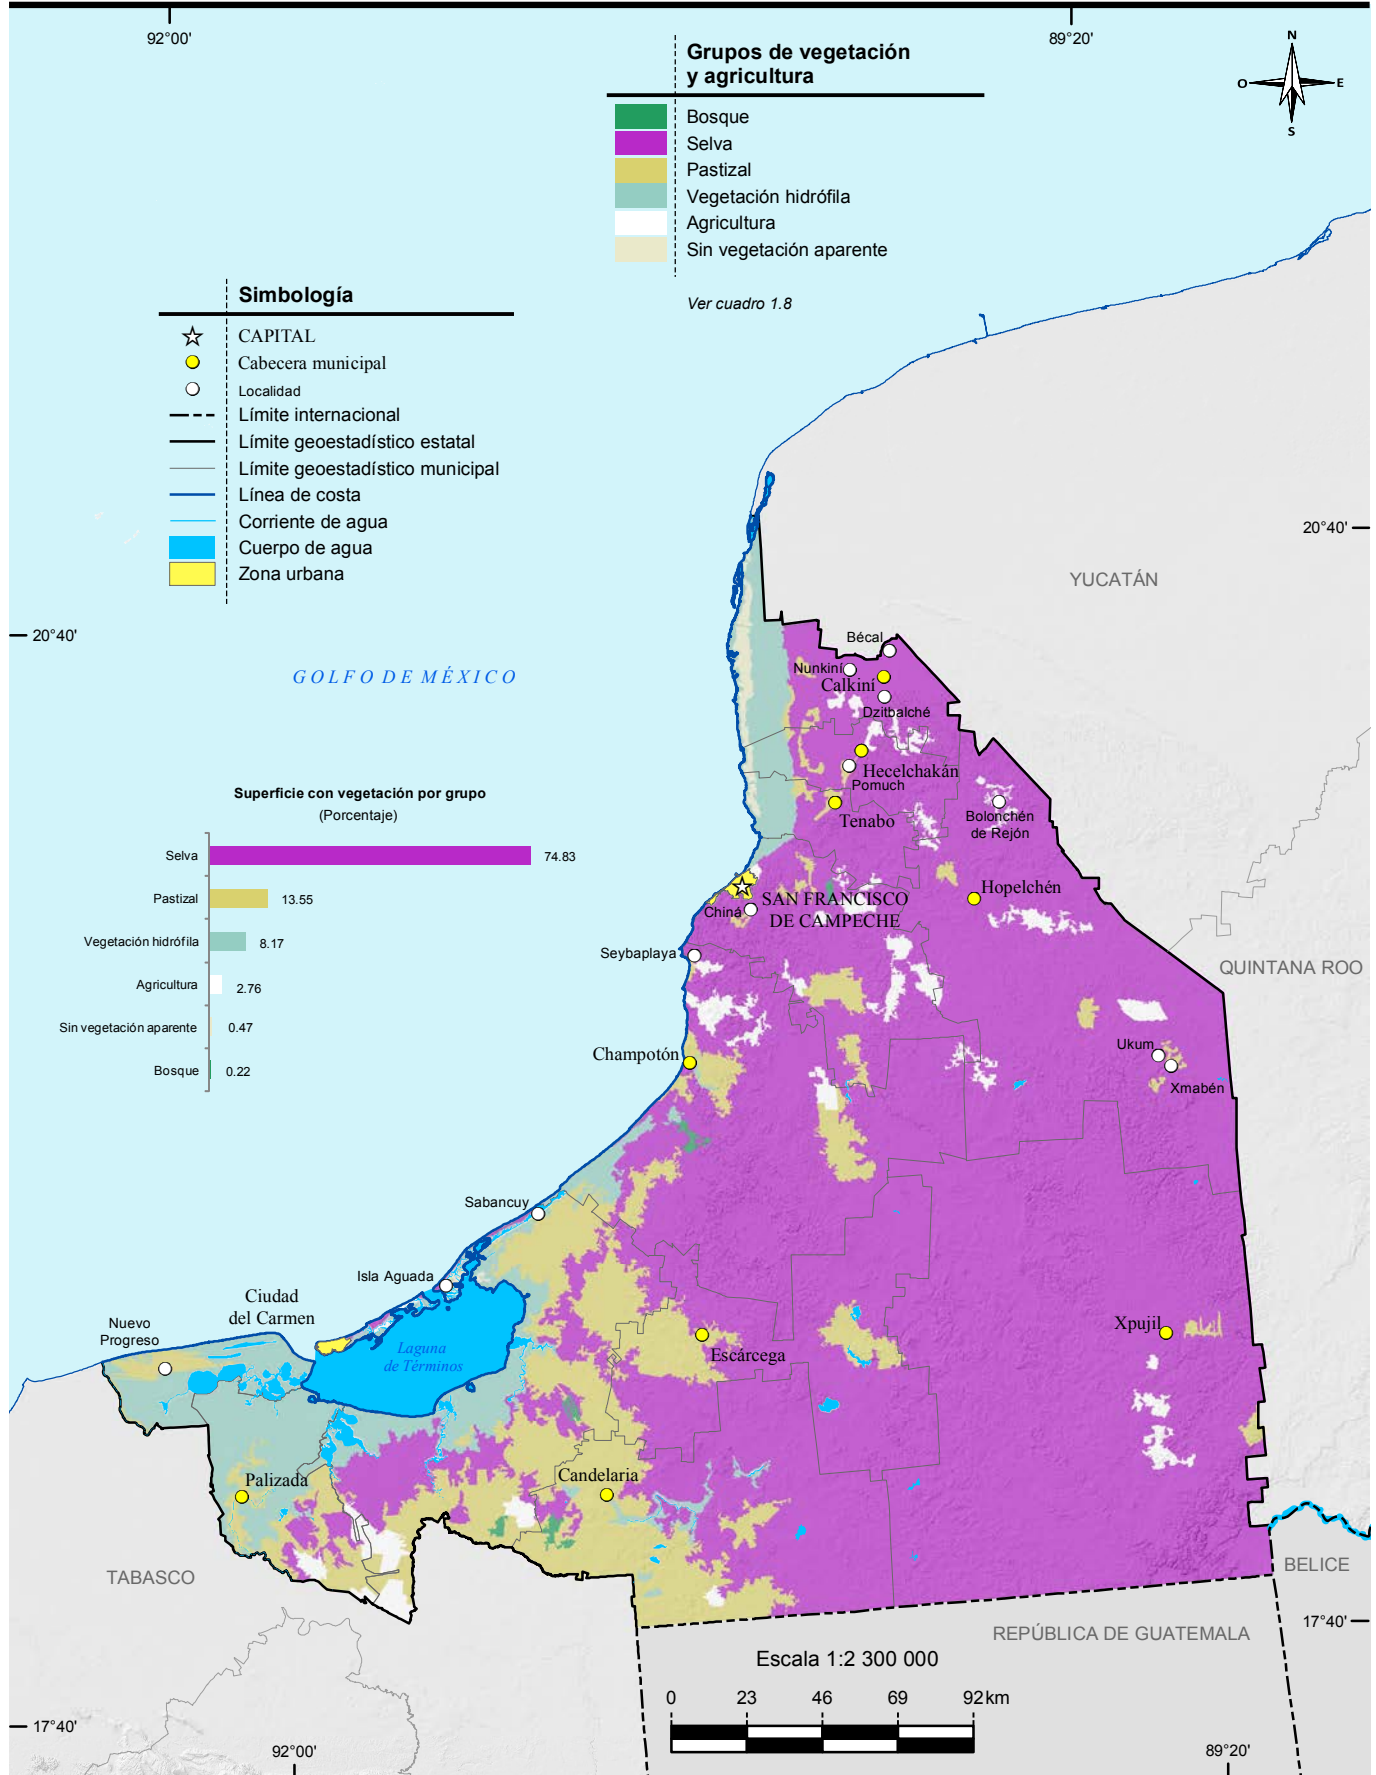 92°00'
89°20'
Grupos de vegetación
y agricultura
Bosque
Selva
Pastizal
Vegetación hidrófila
Agricultura
Sin vegetación aparente
Ver cuadro 1.8
N
O
E
S
Simbología
CAPITAL
Cabecera municipal
Localidad
Límite internacional
Límite geoestadístico estatal
Límite geoestadístico municipal
Línea de costa
Corriente de agua
Cuerpo de agua
Zona urbana
20°40'
YUCATÁN
20°40'
GOLFO DE MÉXICO
Bécal
Nunkiní
Calkiní
Dzitbalché
Hecelchakán
Pomuch
Tenabo
Bolonchén
de Rejón
Superficie con vegetación por grupo
(Porcentaje)
Selva
74.83
Pastizal
13.55
Vegetación hidrófila
8.17
Agricultura
2.76
Sin vegetación aparente
0.47
Bosque
0.22
Hopelchén
SAN FRANCISCO
DE CAMPECHE
Chiná
Seybaplaya
QUINTANA ROO
Champotón
Ukum
Xmabén
Sabancuy
Isla Aguada
Ciudad
del Carmen
Nuevo
Progreso
Laguna
de Términos
Xpujil
Escárcega
Candelaria
Palizada
TABASCO
BELICE
17°40'
REPÚBLICA DE GUATEMALA
Escala 1:2 300 000
0 23 46 69 92 km
17°40'
92°00'
89°20'